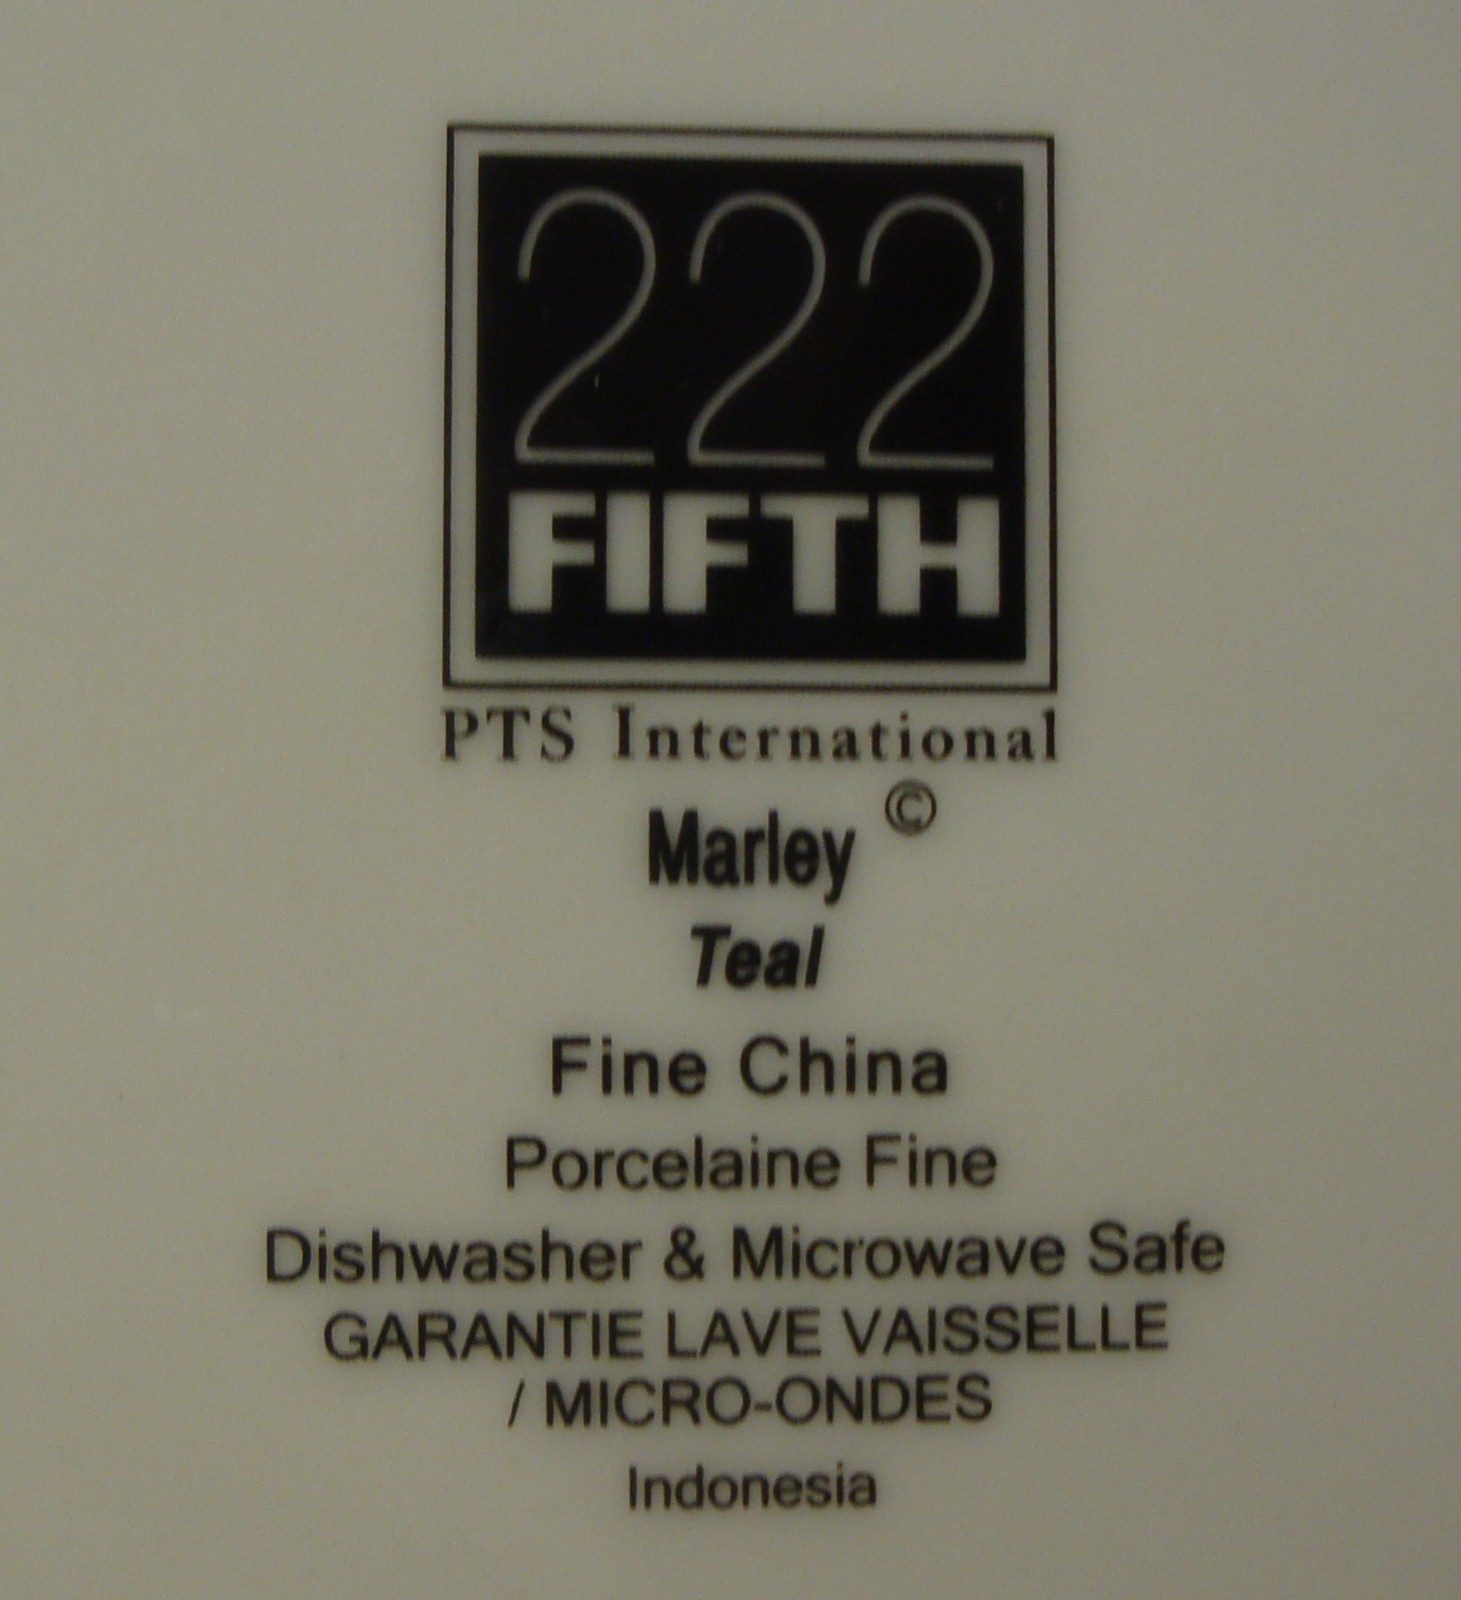 222
FIFTH
PTS International
Marley ©
Teal
Fine China
Porcelaine Fine
Dishwasher & Microwave Safe
GARANTIE LAVE VAISSELLE
/ MICRO-ONDES
Indonesia